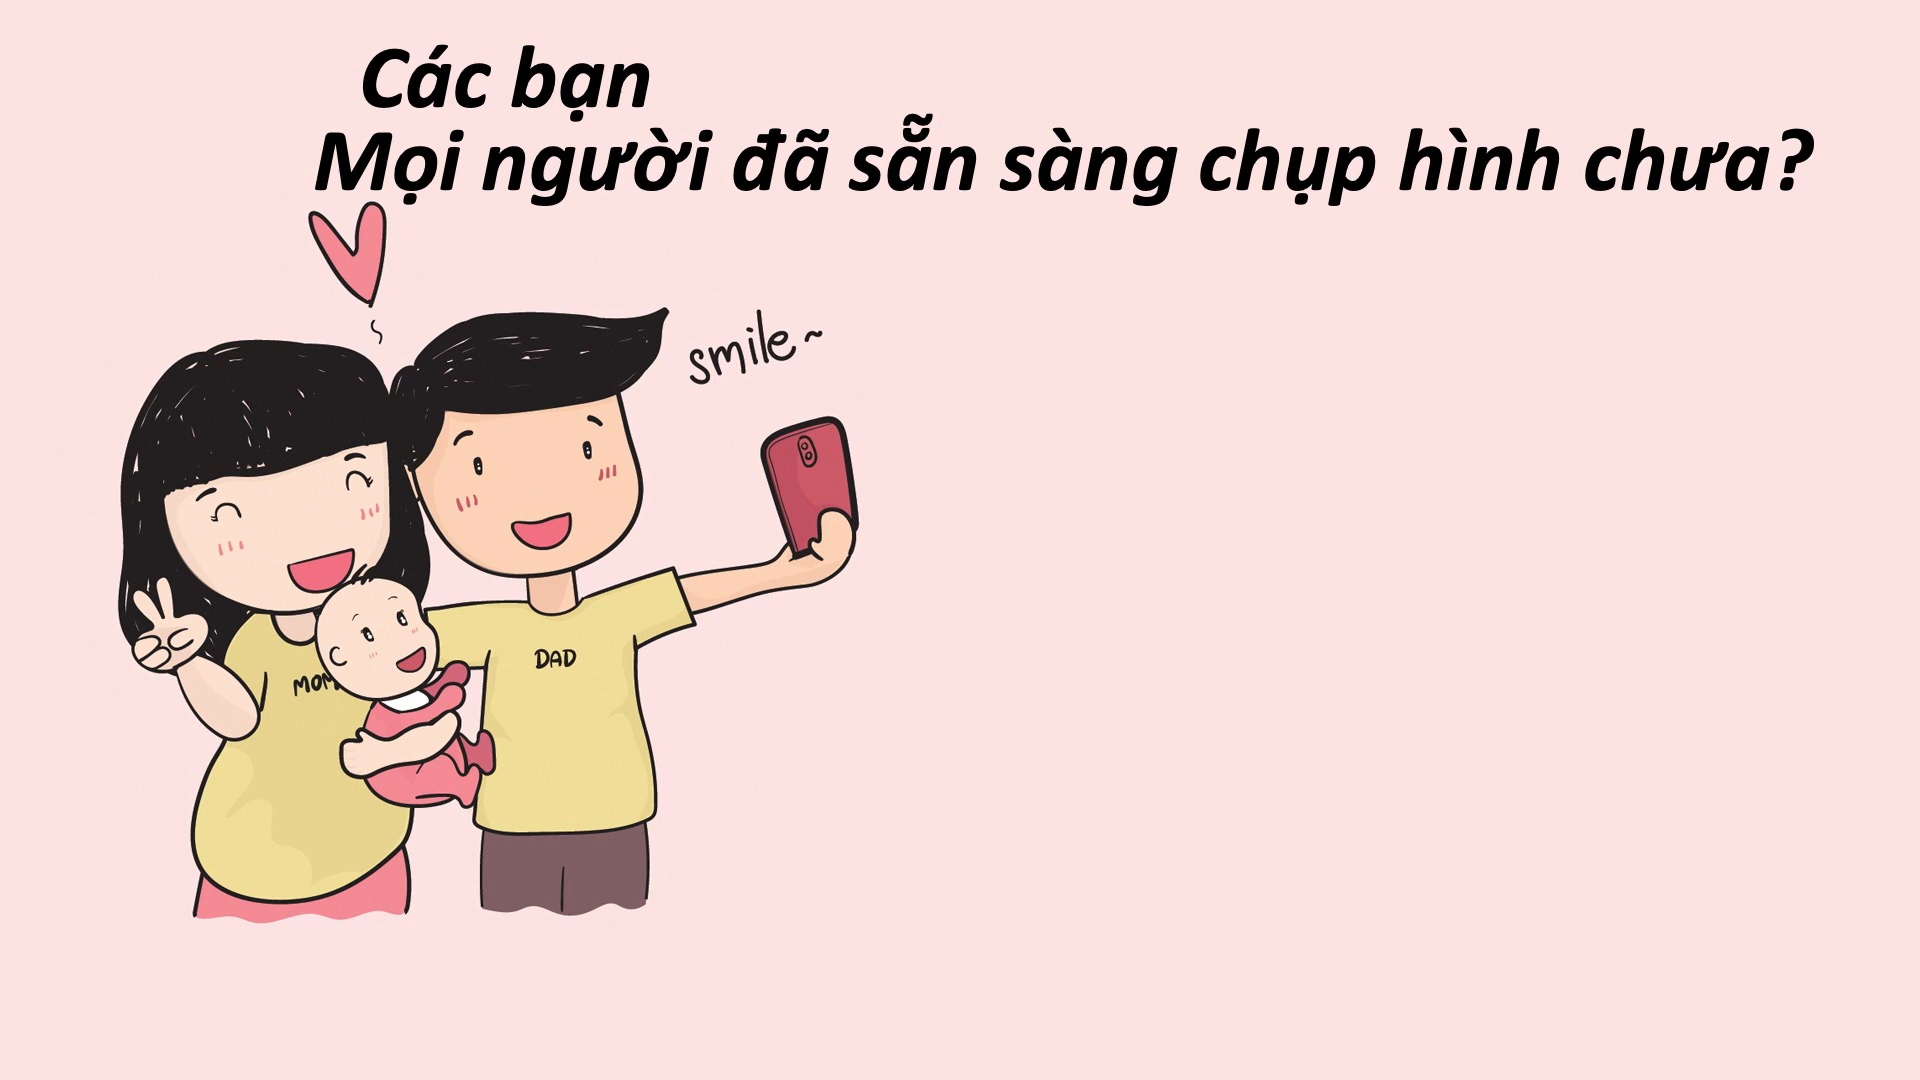 Các bạn
Mọi người đã sẵn sàng chụp hình chưa?
smile~
DAD
MOM